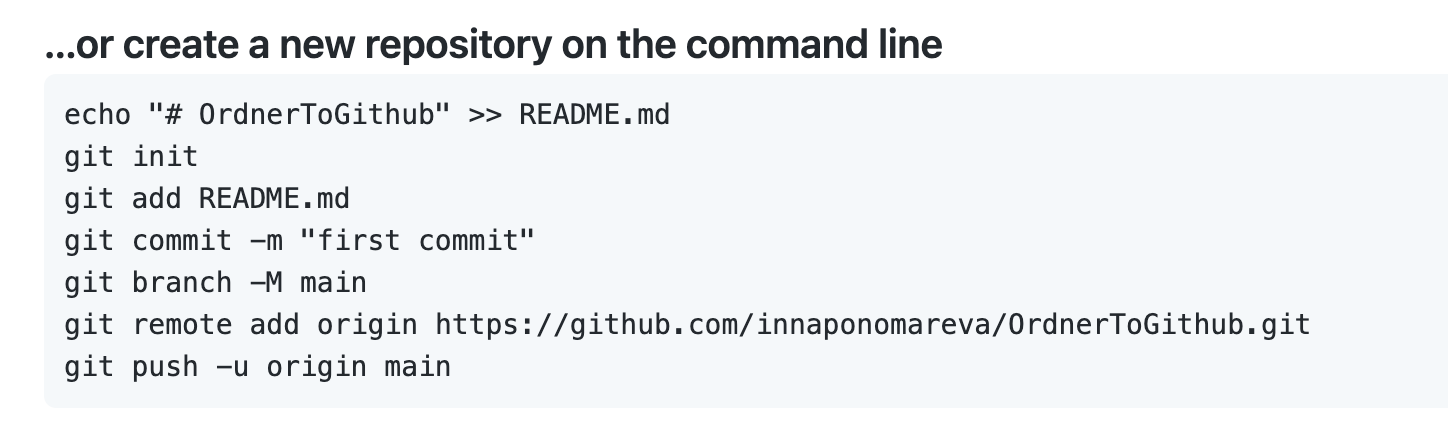 ...or create a new repository on the command line
echo "# OrdnerToGithub" >> README.md
git init
git add README.md
git commit -m "first commit"
git branch -M main
git remote add origin https://github.com/innaponomareva/OrdnerToGithub.git
git push -u origin main